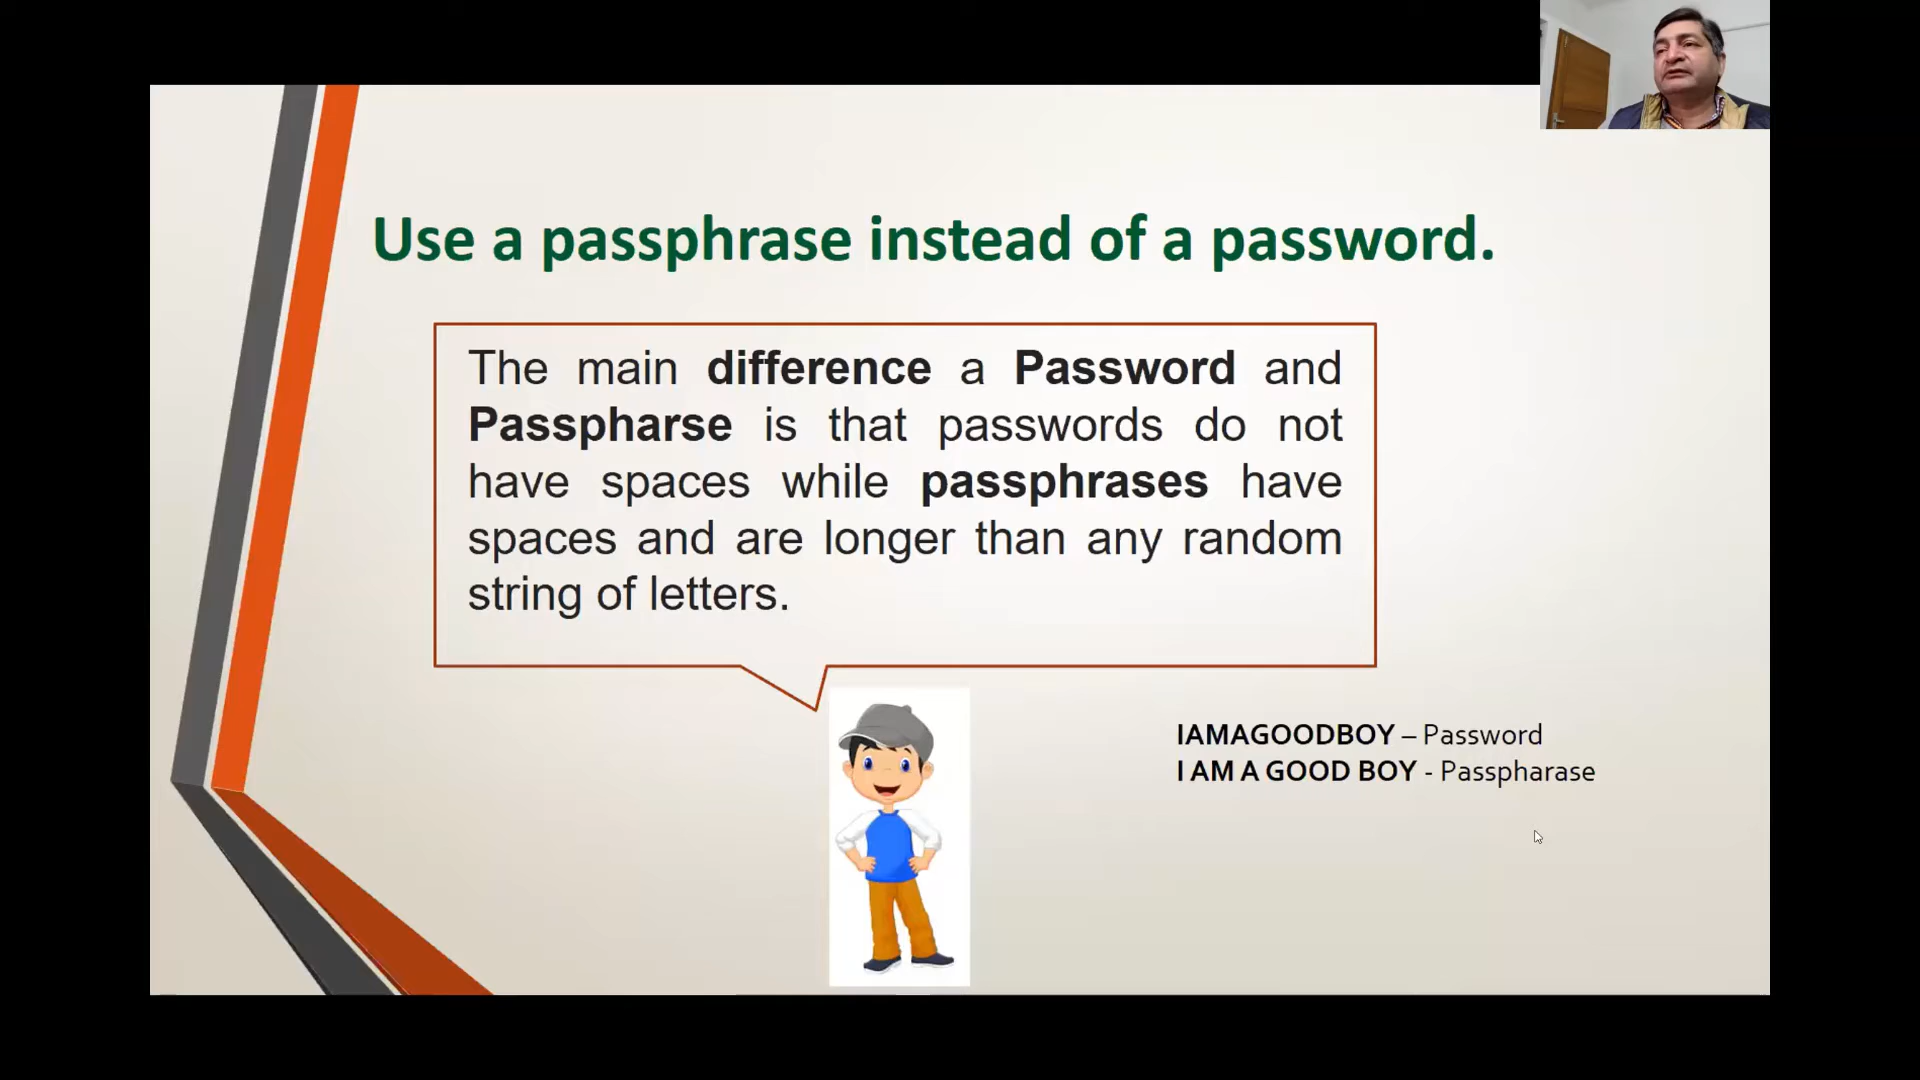 Use a passphrase instead of a password.
The main difference a Password and
Passpharse is that passwords do not
have spaces while passphrases have
spaces and are longer than any random
string of letters.
IAMAGOODBOY – Password
I AM A GOOD BOY - Passpharase